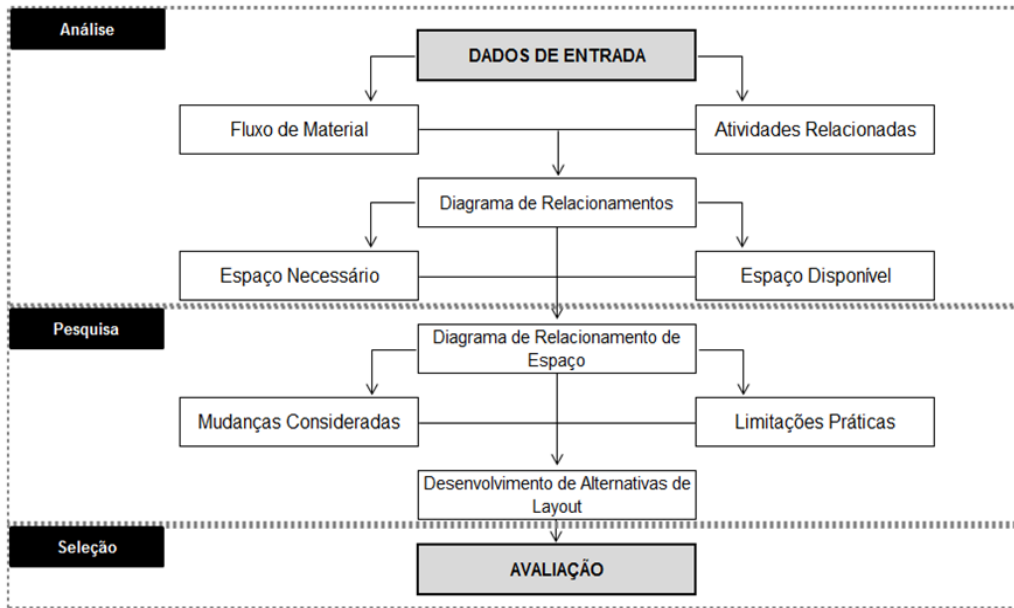 Análise
DADOS DE ENTRADA
Fluxo de Material
Atividades Relacionadas
Diagrama de Relacionamentos
Espaço Necessário
Espaço Disponível
Pesquisa
Diagrama de Relacionamento de
Espaço
Mudanças Consideradas
Limitações Práticas
Desenvolvimento de Alternativas de
Layout
Seleção
AVALIAÇÃO